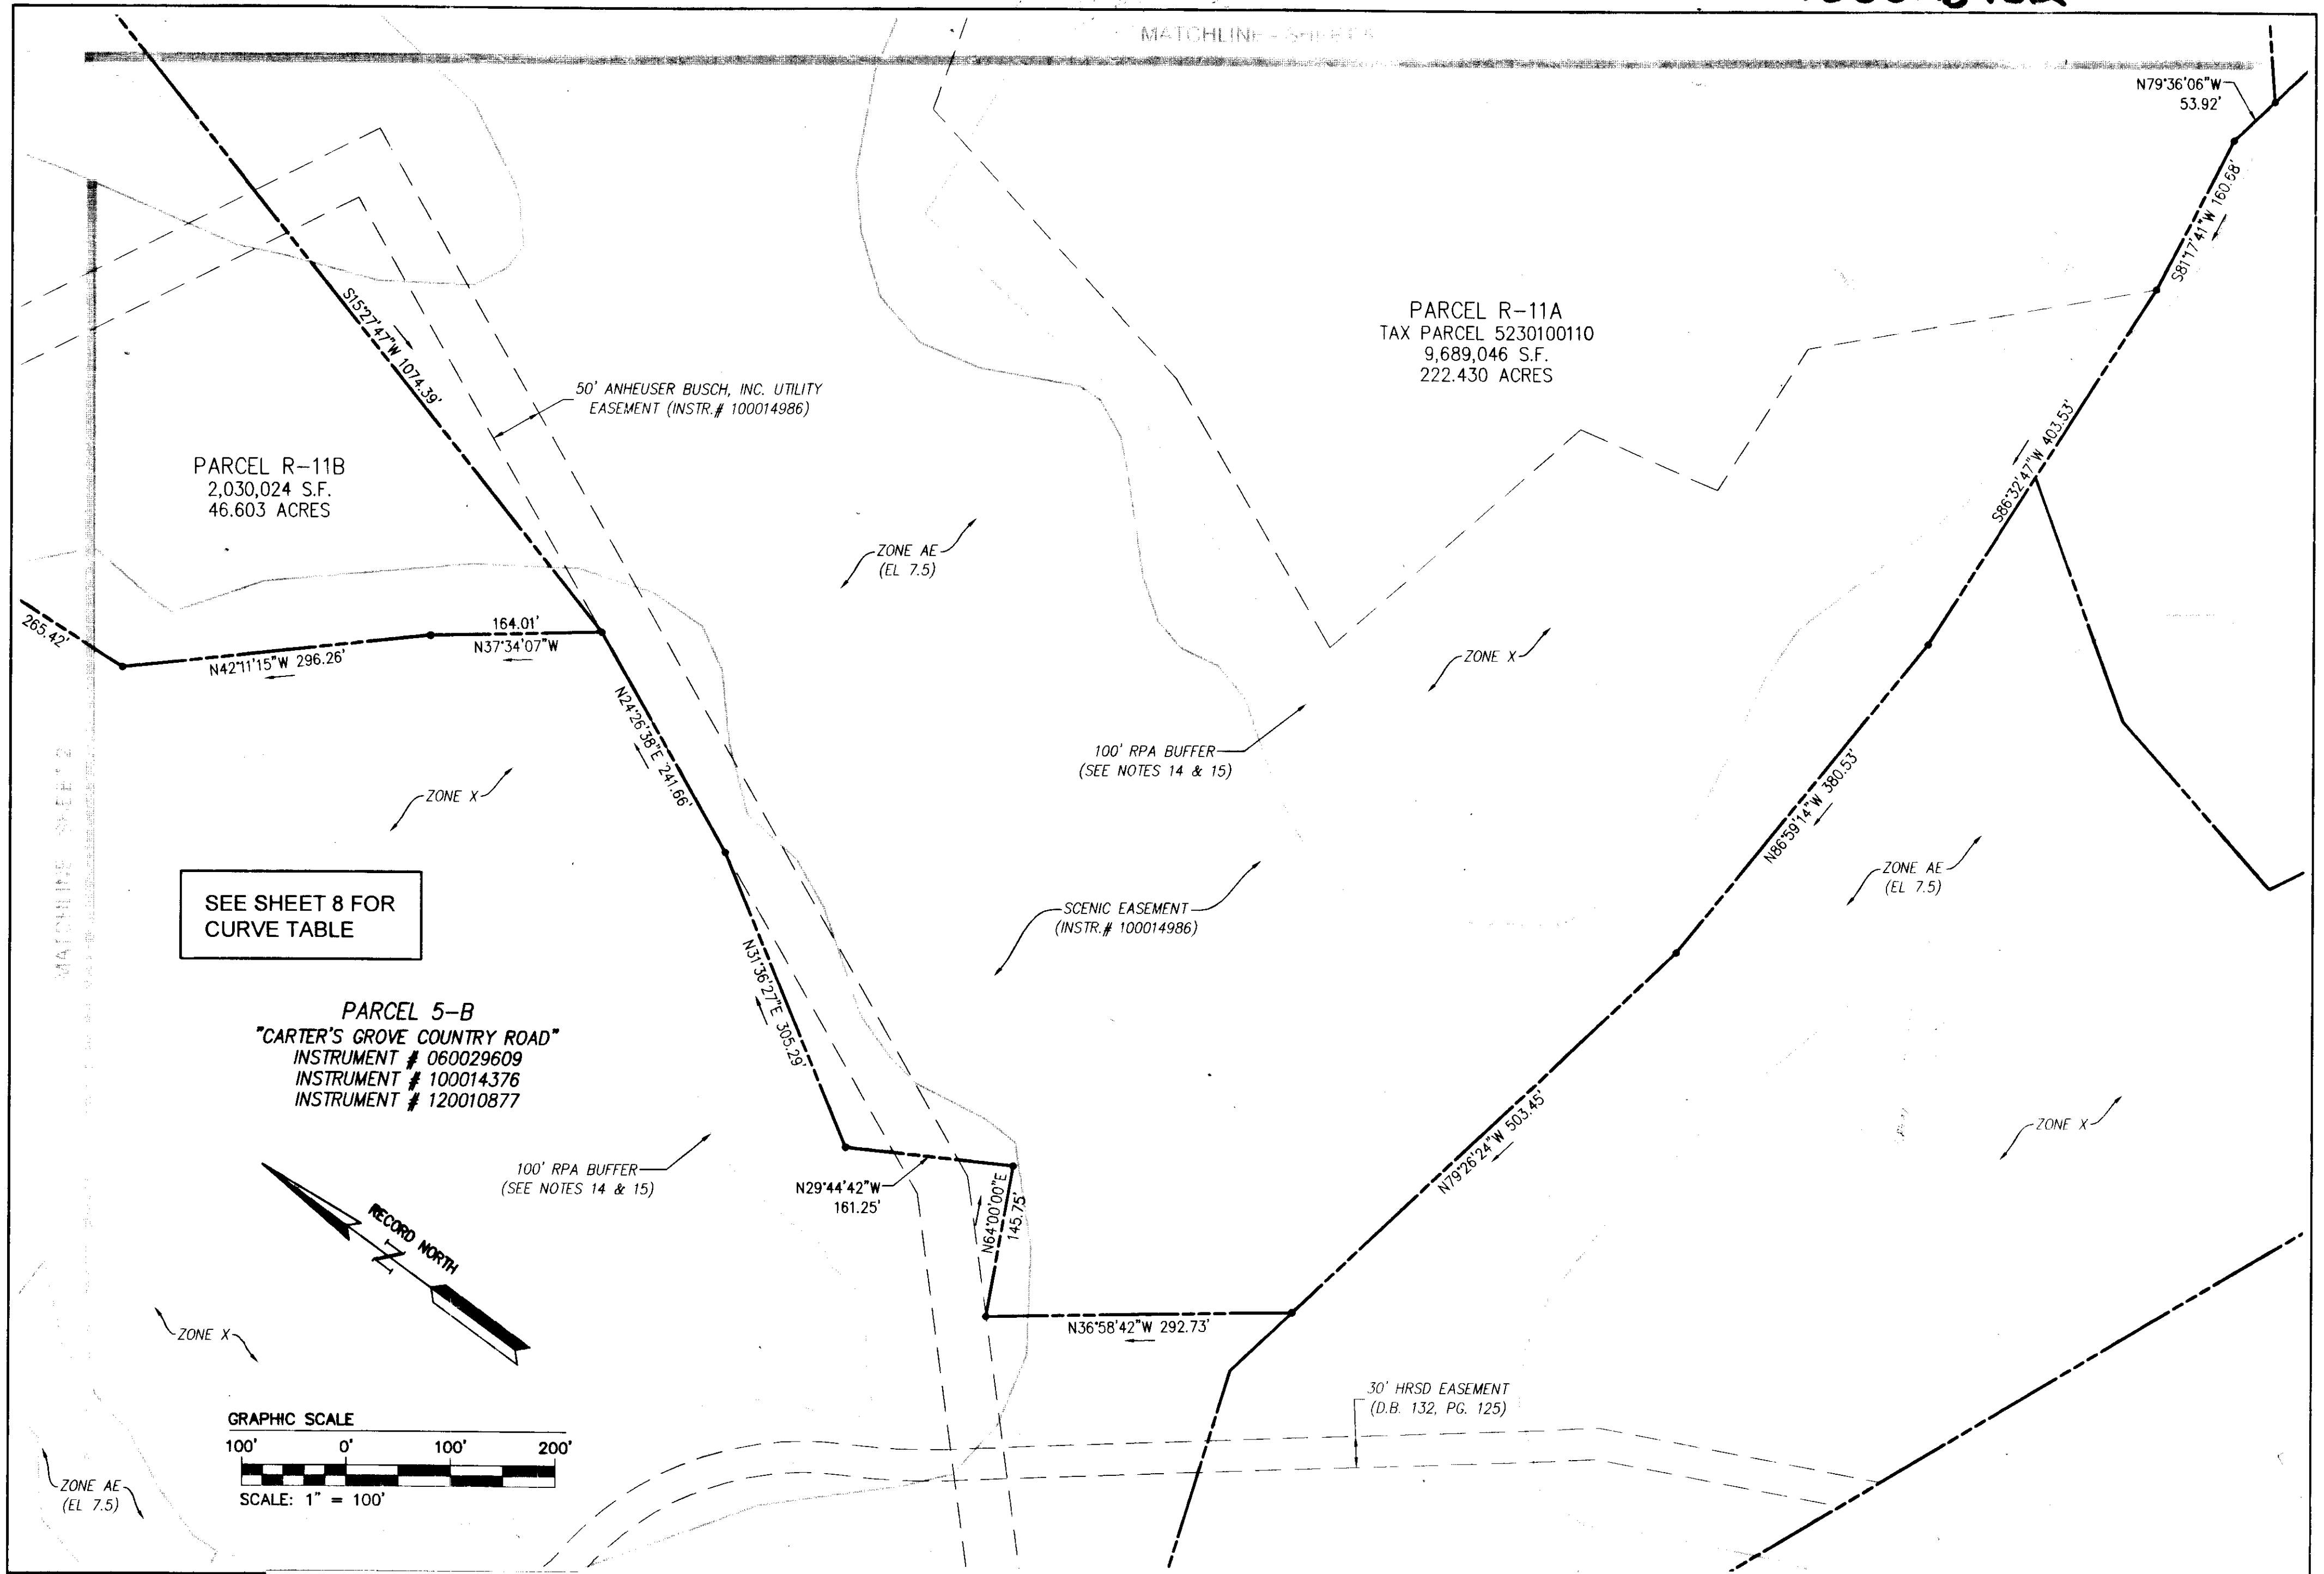 MATCHLINE - SHEET
N79°36'06"W
53.92'
S81°17'41"W 160.68'
PARCEL R-11A
TAX PARCEL 5230100110
9,689,046 S.F.
222.430 ACRES
S15°27'47"W 1074.39'
50' ANHEUSER BUSCH, INC. UTILITY
EASEMENT (INSTR.# 100014986)
S86°32'47"W 403.53'
PARCEL R-11B
2,030,024 S.F.
46.603 ACRES
ZONE AE
(EL 7.5)
265.42'
N42°11'15"W 296.26'
164.01'
N37°34'07"W
ZONE X
N24°26'38"E 241.66'
100' RPA BUFFER
(SEE NOTES 14 & 15)
N86°59'14"W 380.53'
ZONE X
MATCHLINE SHEET
ZONE AE
(EL 7.5)
SEE SHEET 8 FOR
CURVE TABLE
SCENIC EASEMENT
(INSTR.# 100014986)
N31°36'27"E 305.29'
PARCEL 5-B
"CARTER'S GROVE COUNTRY ROAD"
INSTRUMENT # 060029609
INSTRUMENT # 100014376
INSTRUMENT # 120010877
N79°26'24"W 503.45'
ZONE X
100' RPA BUFFER
(SEE NOTES 14 & 15)
N29°44'42"W
161.25'
N64°00'00"E
145.75'
RECORD NORTH
N
ZONE X
N36°58'42"W 292.73'
30' HRSD EASEMENT
(D.B. 132, PG. 125)
GRAPHIC SCALE
100' 0' 100' 200'
SCALE: 1" = 100'
ZONE AE
(EL 7.5)